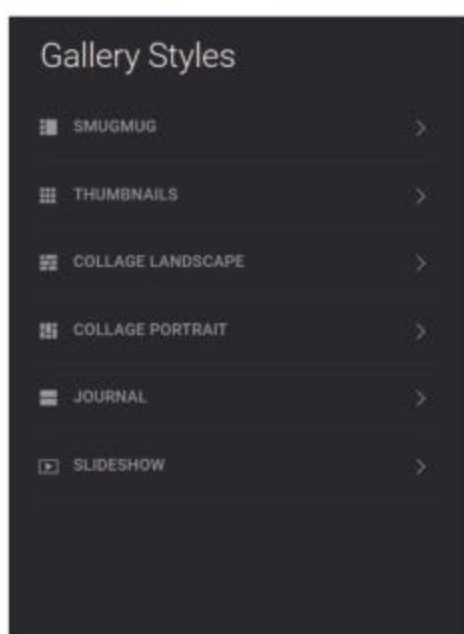 Gallery Styles
SMUGMUG
THUMBNAILS
COLLAGE LANDSCAPE
COLLAGE PORTRAIT
JOURNAL
SLIDESHOW